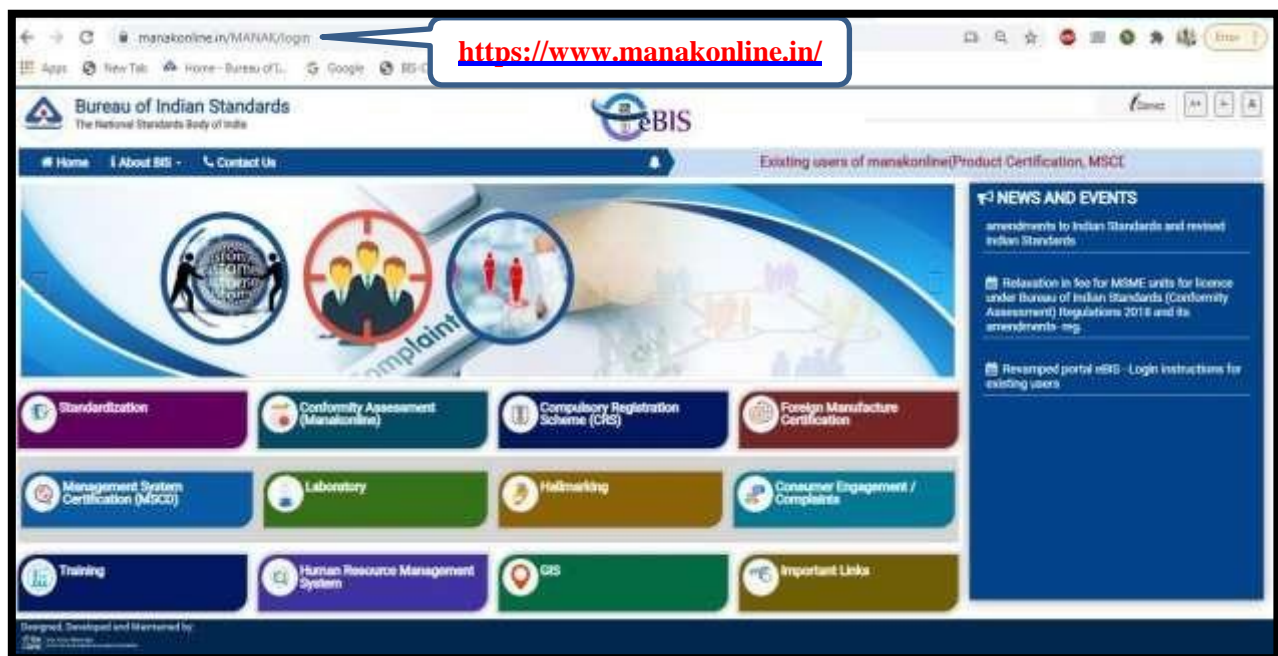 manakonline.in/MANAK/login
https://www.manakonline.in/
Error
Apps New Tab Home - Bureau of I... Google
Bureau of Indian Standards
The National Standards Body of India
eBIS
A+ A- A
Home About BIS Contact Us
Existing users of manakonline(Product Certification, MSCD
NEWS AND EVENTS
amendments to Indian Standards and revised
Indian Standards
Relaxation in fee for MSME units for licence
under Bureau of Indian Standards (Conformity
Assessment) Regulations 2018 and its
amendments- reg.
Revamped portal eBIS - Login instructions for
existing users
Complaint
Standardization
Conformity Assessment
(Manakonline)
Compulsory Registration
Scheme (CRS)
Foreign Manufacture
Certification
Management System
Certification (MSCD)
Laboratory
Hallmarking
Consumer Engagement /
Complaints
Training
Human Resource Management
System
GIS
Important Links
Designed, Developed and Maintained by: